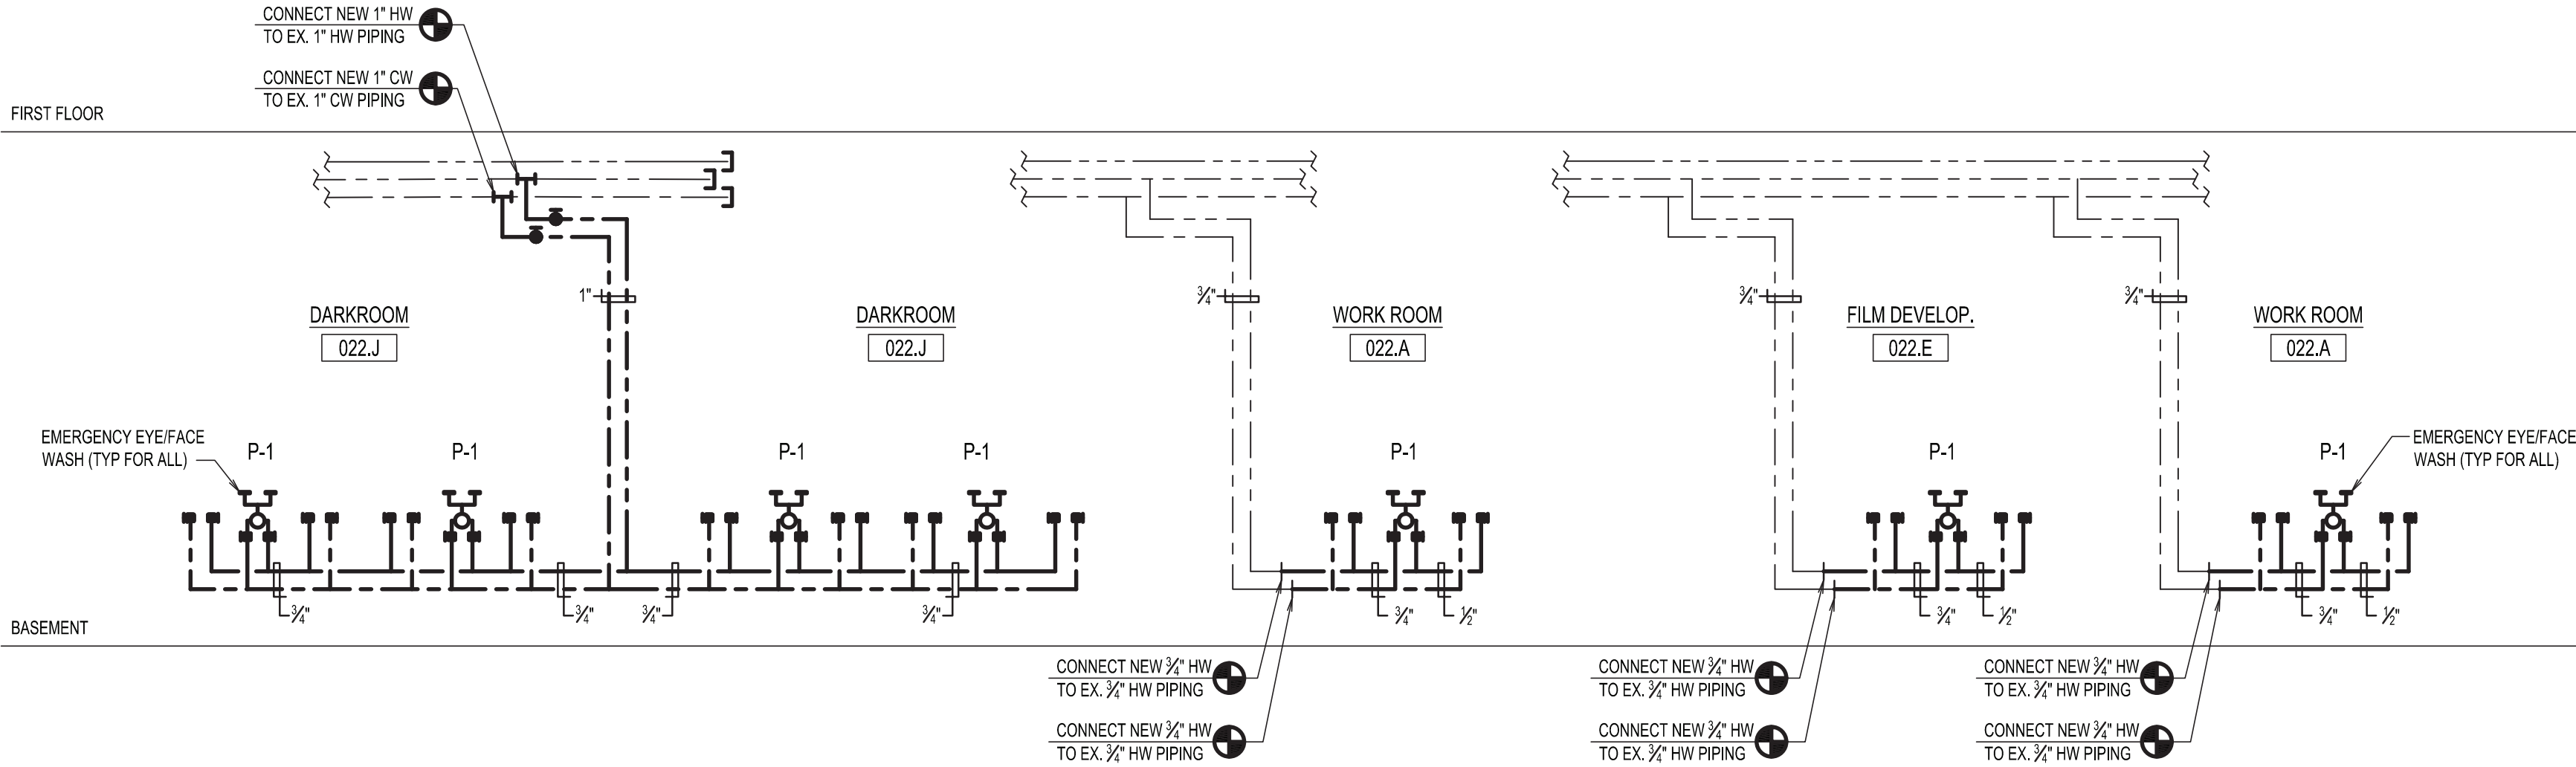 CONNECT NEW 1" HW
TO EX. 1" HW PIPING
CONNECT NEW 1" CW
TO EX. 1" CW PIPING
FIRST FLOOR
1"
3/4"
3/4"
3/4"
DARKROOM
022.J
DARKROOM
022.J
WORK ROOM
022.A
FILM DEVELOP.
022.E
WORK ROOM
022.A
EMERGENCY EYE/FACE
WASH (TYP FOR ALL)
P-1
P-1
P-1
P-1
P-1
P-1
P-1
EMERGENCY EYE/FACE
WASH (TYP FOR ALL)
3/4"
3/4"
3/4"
3/4"
3/4"
1/2"
3/4"
1/2"
3/4"
1/2"
BASEMENT
CONNECT NEW 3/4" HW
TO EX. 3/4" HW PIPING
CONNECT NEW 3/4" HW
TO EX. 3/4" HW PIPING
CONNECT NEW 3/4" HW
TO EX. 3/4" HW PIPING
CONNECT NEW 3/4" HW
TO EX. 3/4" HW PIPING
CONNECT NEW 3/4" HW
TO EX. 3/4" HW PIPING
CONNECT NEW 3/4" HW
TO EX. 3/4" HW PIPING